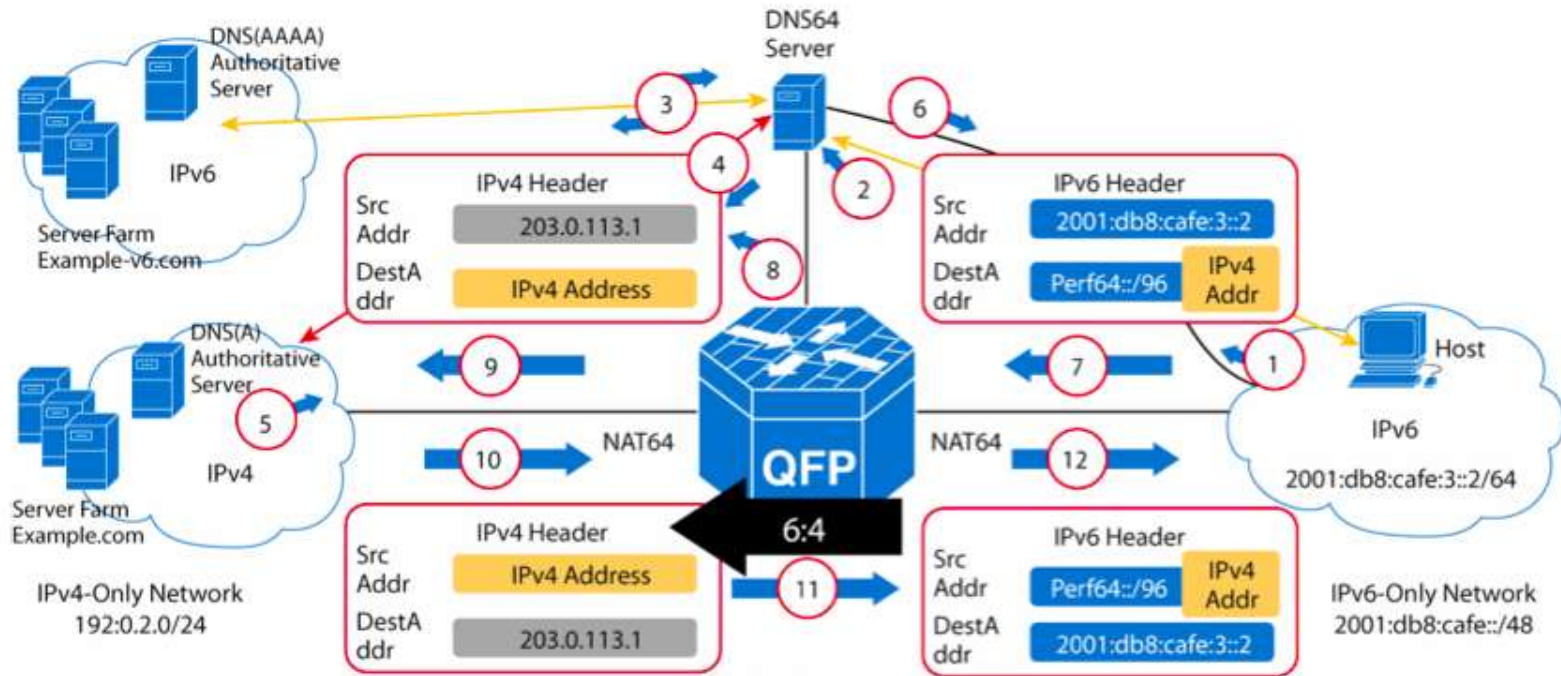 DNS(AAAA)
Authoritative
Server
IPv6
Server Farm
Example-v6.com
DNS64
Server
3
6
4
2
IPv4 Header
Src
Addr
203.0.113.1
DestA
ddr
IPv4 Address
8
IPv6 Header
Src
Addr
2001:db8:cafe:3::2
DestA
ddr
Perf64::/96
IPv4
Addr
DNS(A)
Authoritative
Server
5
IPv4
Server Farm
Example.com
IPv4-Only Network
192:0.2.0/24
9
7
1
Host
IPv6
2001:db8:cafe:3::2/64
NAT64
QFP
NAT64
10
12
6:4
IPv4 Header
Src
Addr
IPv4 Address
DestA
ddr
203.0.113.1
11
IPv6 Header
Src
Addr
Perf64::/96
IPv4
Addr
DestA
ddr
2001:db8:cafe:3::2
IPv6-Only Network
2001:db8:cafe::/48